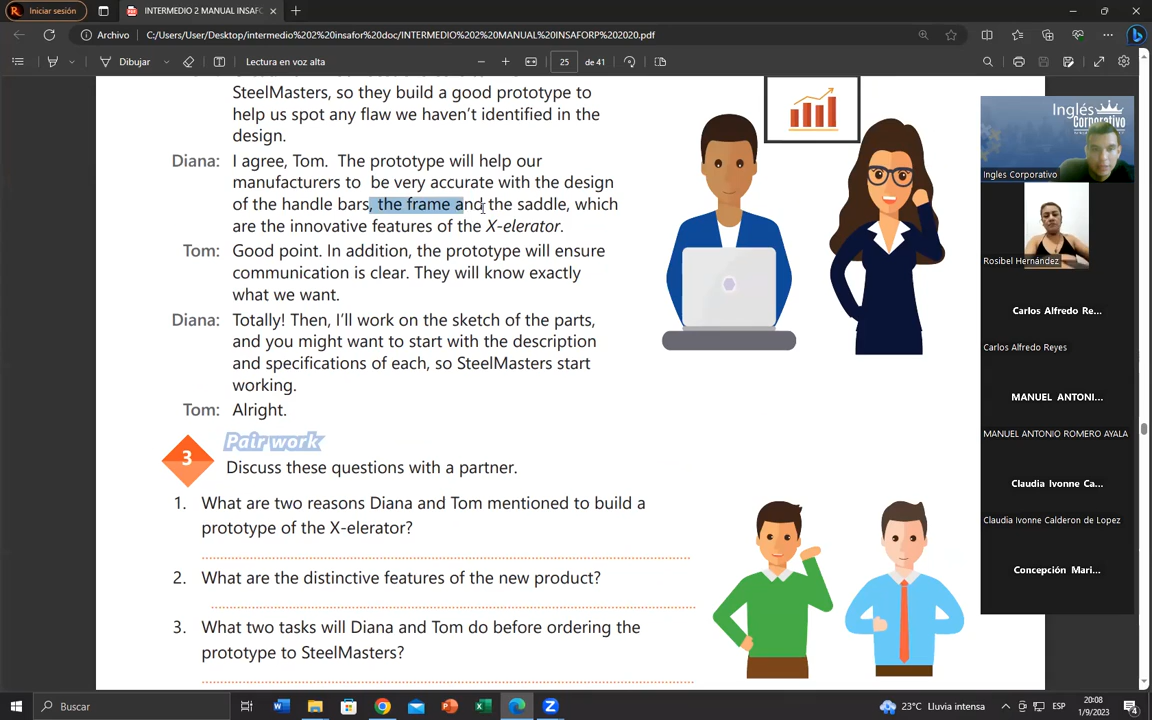 Iniciar sesión
INTERMEDIO 2 MANUAL INSAFO
Archivo
C:/Users/User/Desktop/intermedio%202%20insafor%20doc/INTERMEDIO%202%20MANUAL%20INSAFORP%202020.pdf
Dibujar
Lectura en voz alta
25
de 41
SteelMasters, so they build a good prototype to
help us spot any flaw we haven't identified in the
design.
Diana: I agree, Tom. The prototype will help our
manufacturers to be very accurate with the design
of the handle bars, the frame and the saddle, which
are the innovative features of the X-elerator.
Tom: Good point. In addition, the prototype will ensure
communication is clear. They will know exactly
what we want.
Diana: Totally! Then, I'll work on the sketch of the parts,
and you might want to start with the description
and specifications of each, so SteelMasters start
working.
Tom: Alright.
3
Pair work
Discuss these questions with a partner.
1. What are two reasons Diana and Tom mentioned to build a
prototype of the X-elerator?
2. What are the distinctive features of the new product?
3. What two tasks will Diana and Tom do before ordering the
prototype to SteelMasters?
Inglés
Corporativo
Ingles Corporativo
Rosibel Hernández
Carlos Alfredo Re...
Carlos Alfredo Reyes
MANUEL ANTONI...
MANUEL ANTONIO ROMERO AYALA
Claudia Ivonne Ca...
Claudia Ivonne Calderon de Lopez
Concepción Mari...
Buscar
23°C Lluvia intensa
ESP
20:08
1/9/2023
4